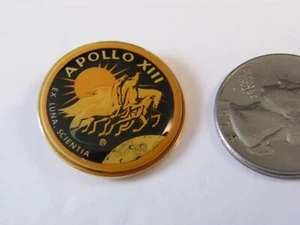 APOLLO XIII
EX LUNA, SCIENTIA